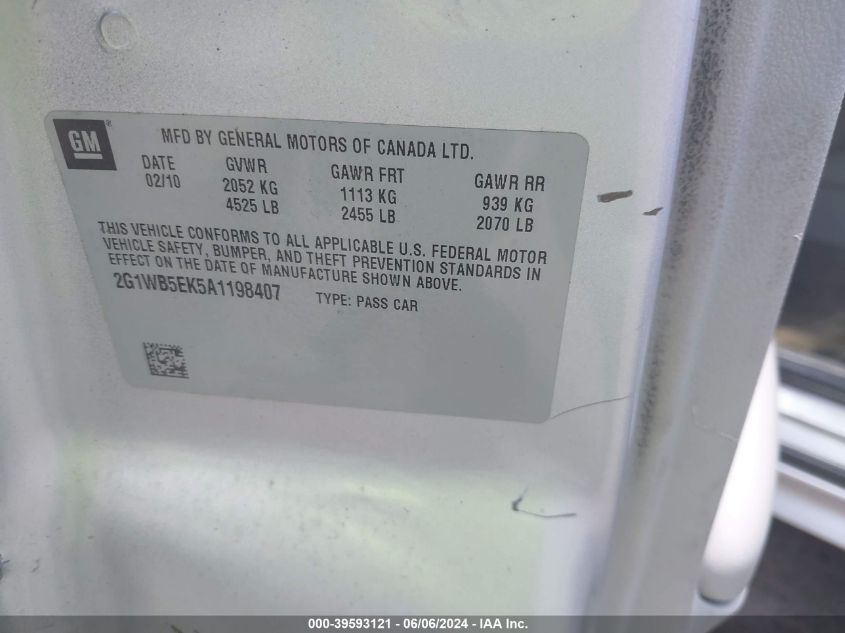 GM ®
MFD BY GENERAL MOTORS OF CANADA LTD.
DATE GVWR GAWR FRT GAWR RR
02/10 2052 KG 1113 KG 939 KG
4525 LB 2455 LB 2070 LB
THIS VEHICLE CONFORMS TO ALL APPLICABLE U.S. FEDERAL MOTOR
VEHICLE SAFETY, BUMPER, AND THEFT PREVENTION STANDARDS IN
EFFECT ON THE DATE OF MANUFACTURE SHOWN ABOVE.
2G1WB5EK5A1198407 TYPE: PASS CAR
000-39593121 - 06/06/2024 - IAA Inc.